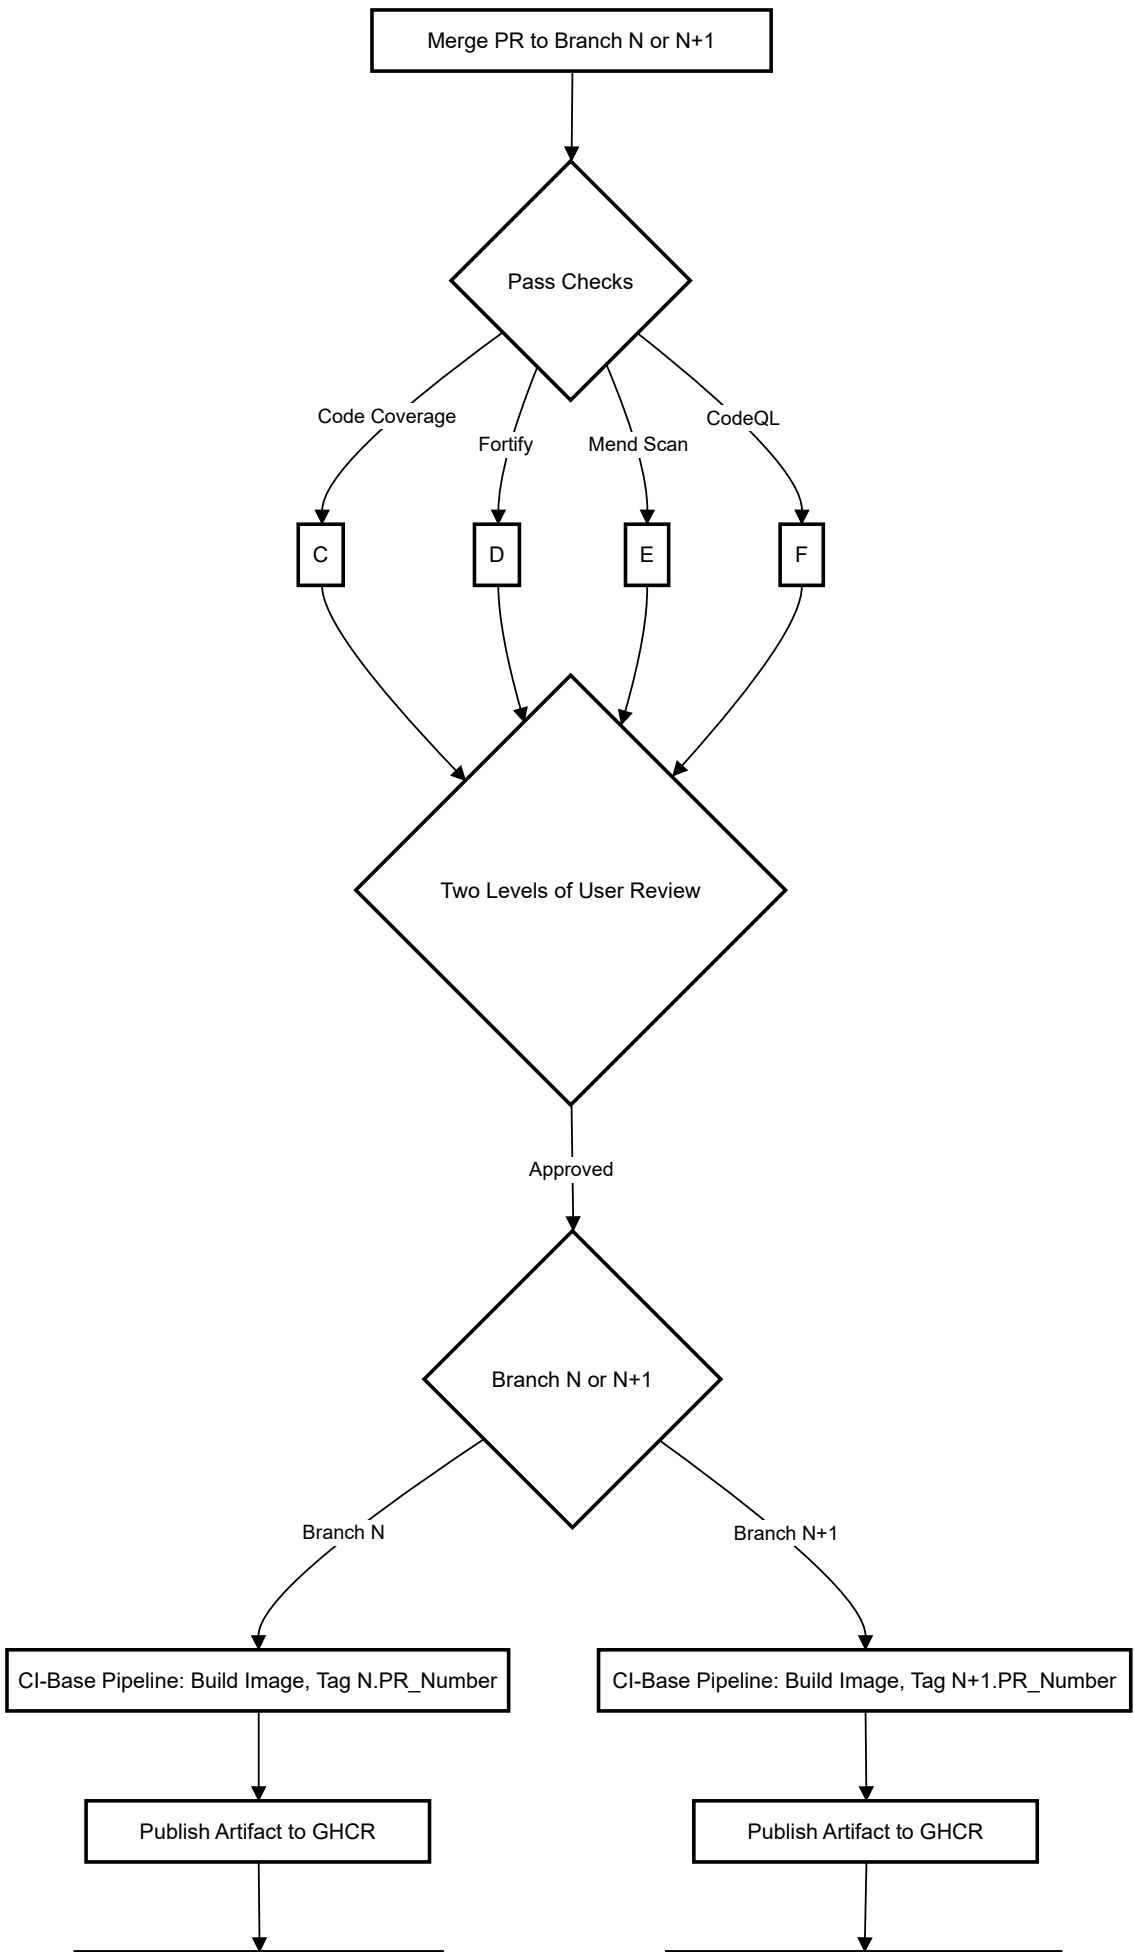 Merge PR to Branch N or N+1
Pass Checks
Code Coverage
Fortify
Mend Scan
CodeQL
C
D
E
F
Two Levels of User Review
Approved
Branch N or N+1
Branch N
Branch N+1
CI-Base Pipeline: Build Image, Tag N.PR_Number
CI-Base Pipeline: Build Image, Tag N+1.PR_Number
Publish Artifact to GHCR
Publish Artifact to GHCR